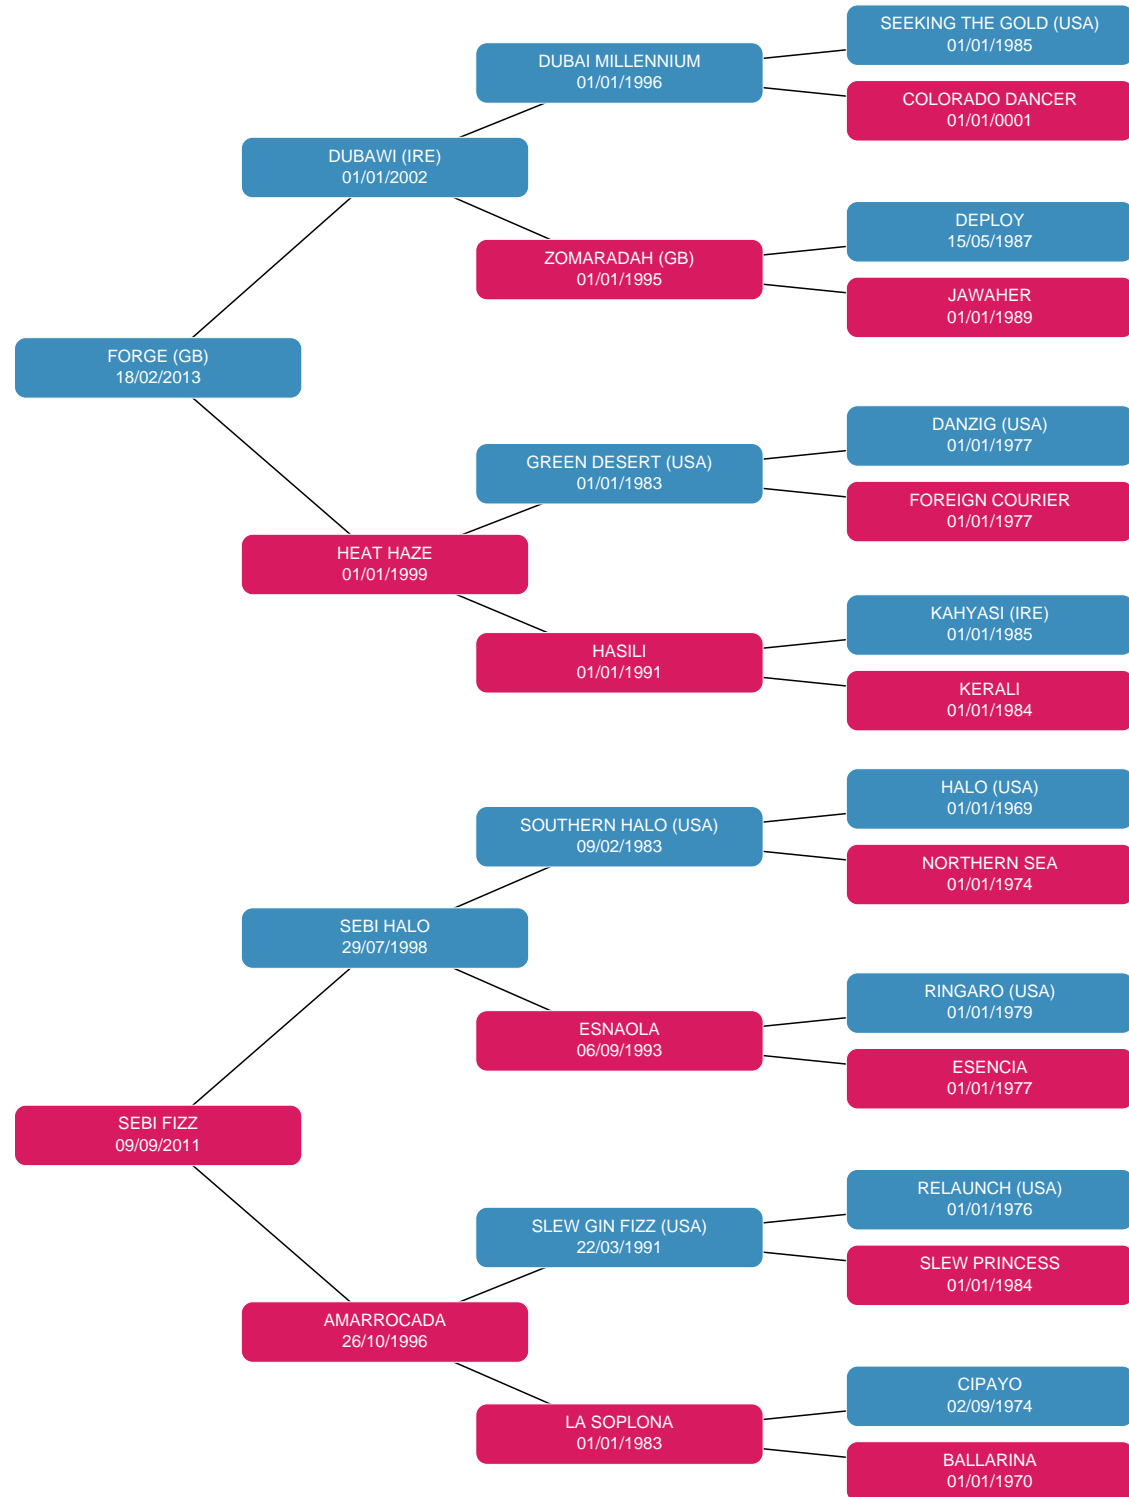 SEEKING THE GOLD (USA)
01/01/1985
DUBAI MILLENNIUM
01/01/1996
COLORADO DANCER
01/01/0001
DUBAWI (IRE)
01/01/2002
DEPLOY
15/05/1987
ZOMARADAH (GB)
01/01/1995
JAWAHER
01/01/1989
FORGE (GB)
18/02/2013
DANZIG (USA)
01/01/1977
GREEN DESERT (USA)
01/01/1983
FOREIGN COURIER
01/01/1977
HEAT HAZE
01/01/1999
KAHYASI (IRE)
01/01/1985
HASILI
01/01/1991
KERALI
01/01/1984
HALO (USA)
01/01/1969
SOUTHERN HALO (USA)
09/02/1983
NORTHERN SEA
01/01/1974
SEBI HALO
29/07/1998
RINGARO (USA)
01/01/1979
ESNAOLA
06/09/1993
ESENCIA
01/01/1977
SEBI FIZZ
09/09/2011
RELAUNCH (USA)
01/01/1976
SLEW GIN FIZZ (USA)
22/03/1991
SLEW PRINCESS
01/01/1984
AMARROCADA
26/10/1996
CIPAYO
02/09/1974
LA SOPLONA
01/01/1983
BALLARINA
01/01/1970